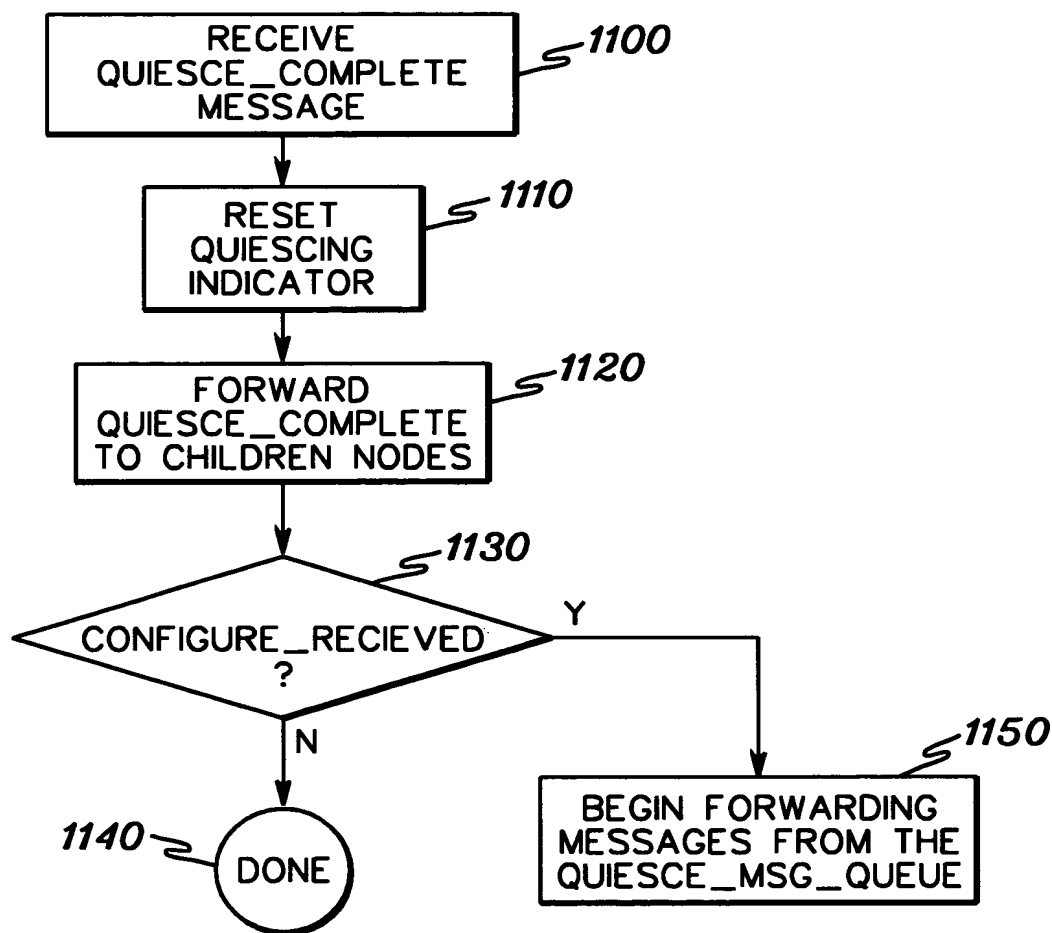 RECEIVE
QUIESCE_COMPLETE
MESSAGE
1100
RESET
QUIESCING
INDICATOR
1110
FORWARD
QUIESCE_COMPLETE
TO CHILDREN NODES
1120
CONFIGURE_RECIEVED
?
1130
Y
N
DONE
1140
BEGIN FORWARDING
MESSAGES FROM THE
QUIESCE_MSG_QUEUE
1150